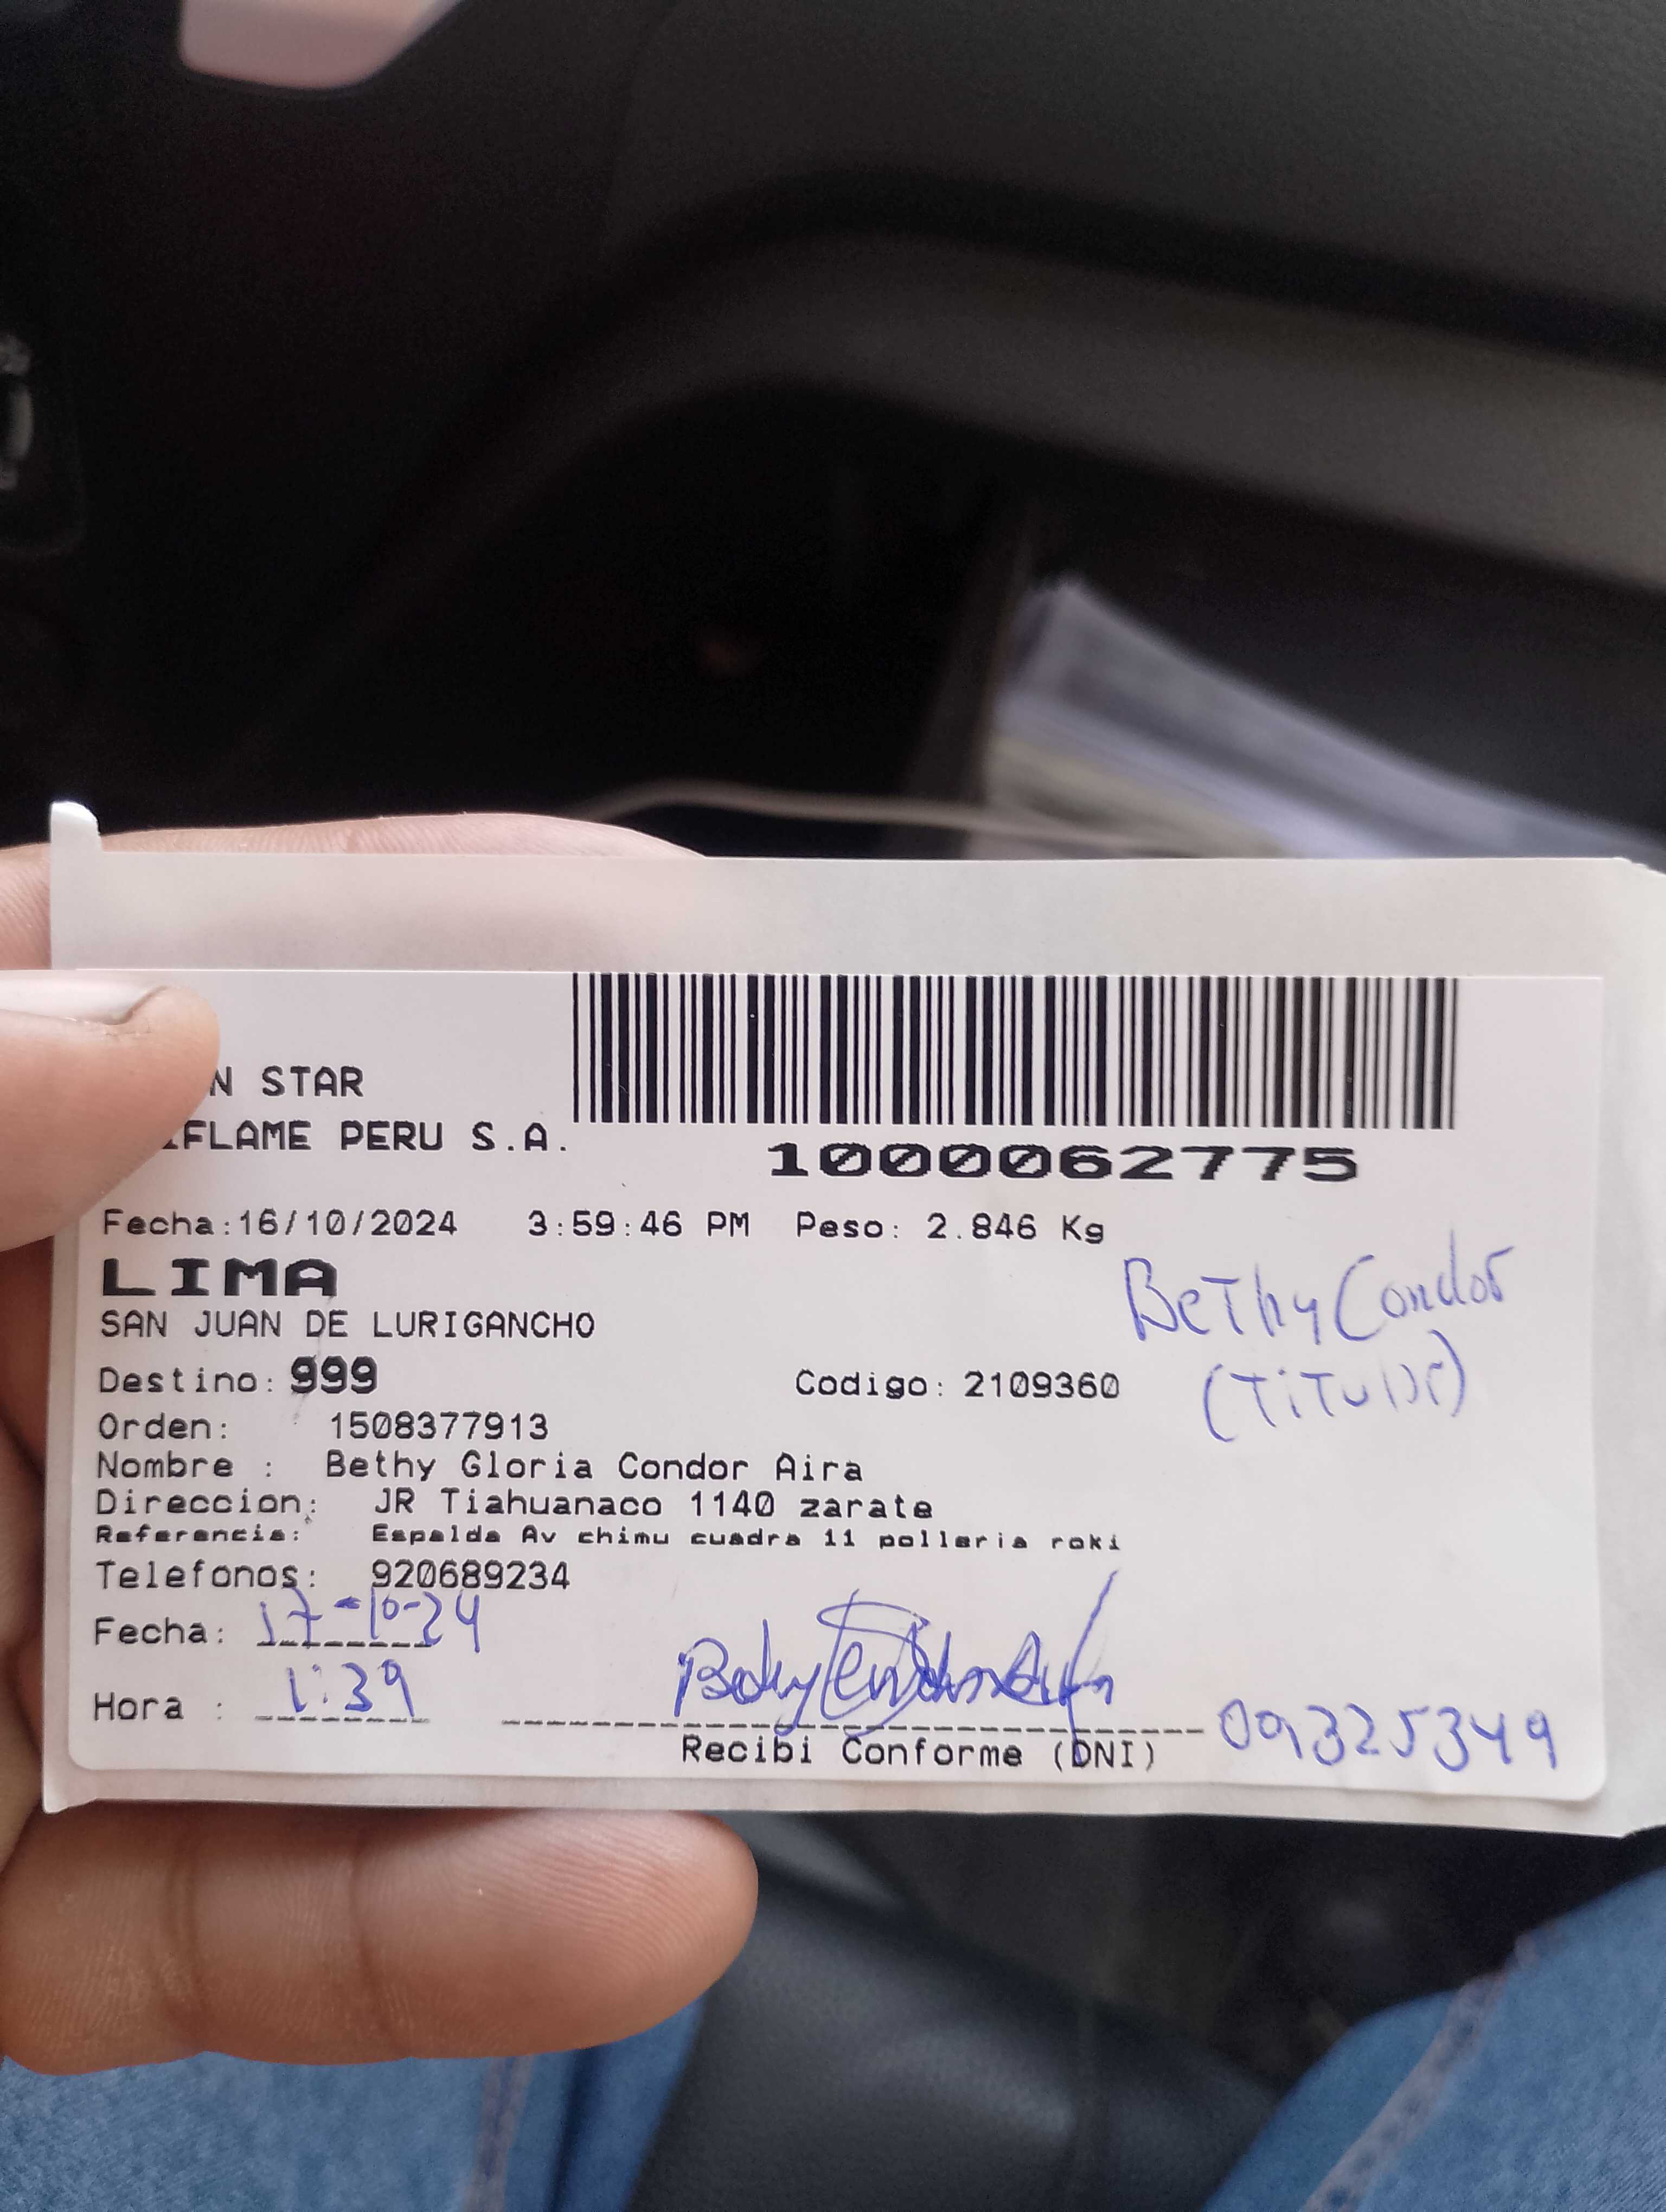 N STAR
IFLAME PERU S.A.
1000062775
Fecha:16/10/2024 3:59:46 PM Peso: 2.846 Kg
LIMA
SAN JUAN DE LURIGANCHO
Bethy Condor
(Titular)
Destino: 999 Codigo: 2109360
Orden: 1508377913
Nombre : Bethy Gloria Condor Aira
Direccion: JR Tiahuanaco 1140 zarate
Referencia: Espalda Av chimu cuadra 11 polleria roki
Telefonos: 920689234
Fecha: 17-10-24
Hora : 1:39
Recibi Conforme (DNI) 09325349